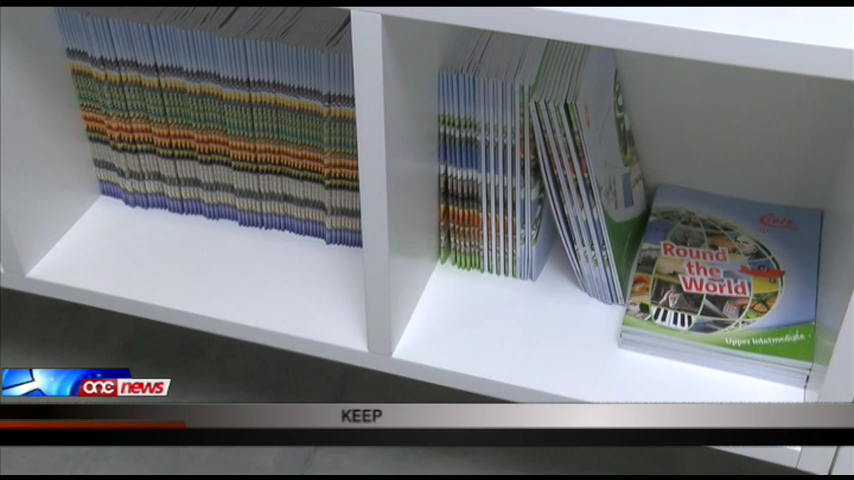 Round
the
World
Upper Intermediate
one news
KEEP